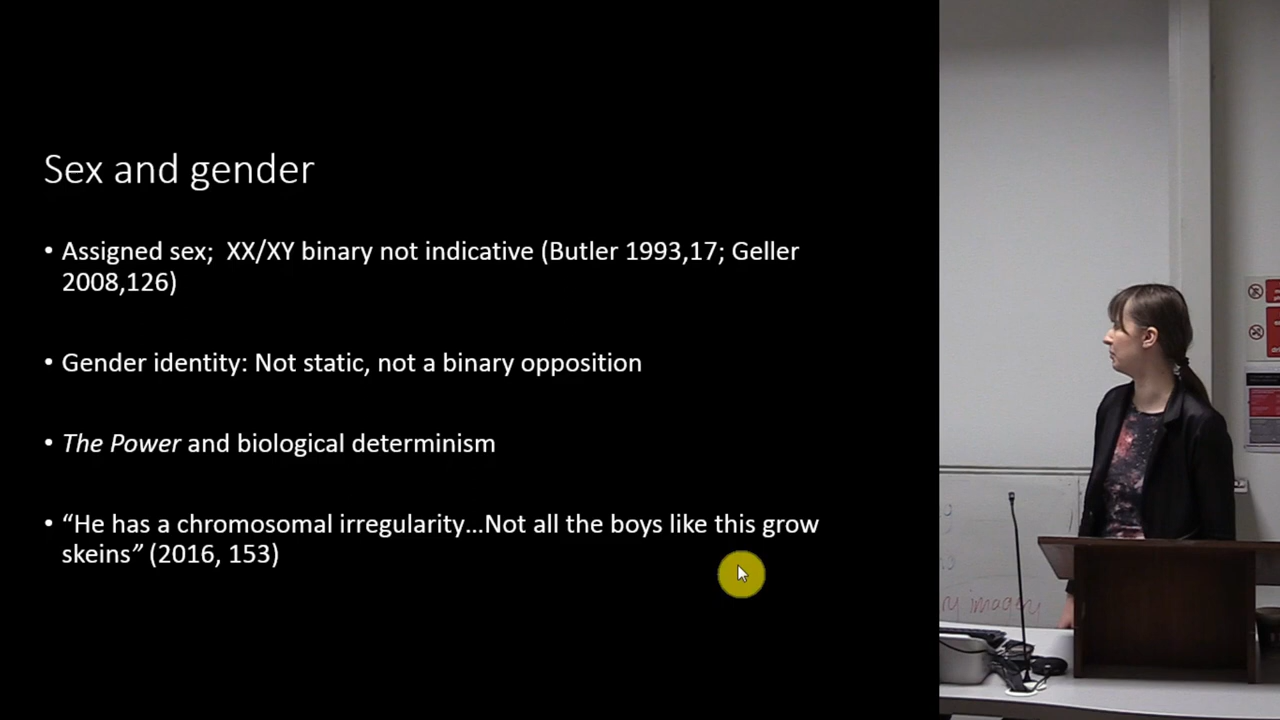 Sex and gender
• Assigned sex;  XX/XY binary not indicative (Butler 1993,17; Geller
2008,126)
• Gender identity: Not static, not a binary opposition
• The Power and biological determinism
• “He has a chromosomal irregularity…Not all the boys like this grow
skeins” (2016, 153)
imagery